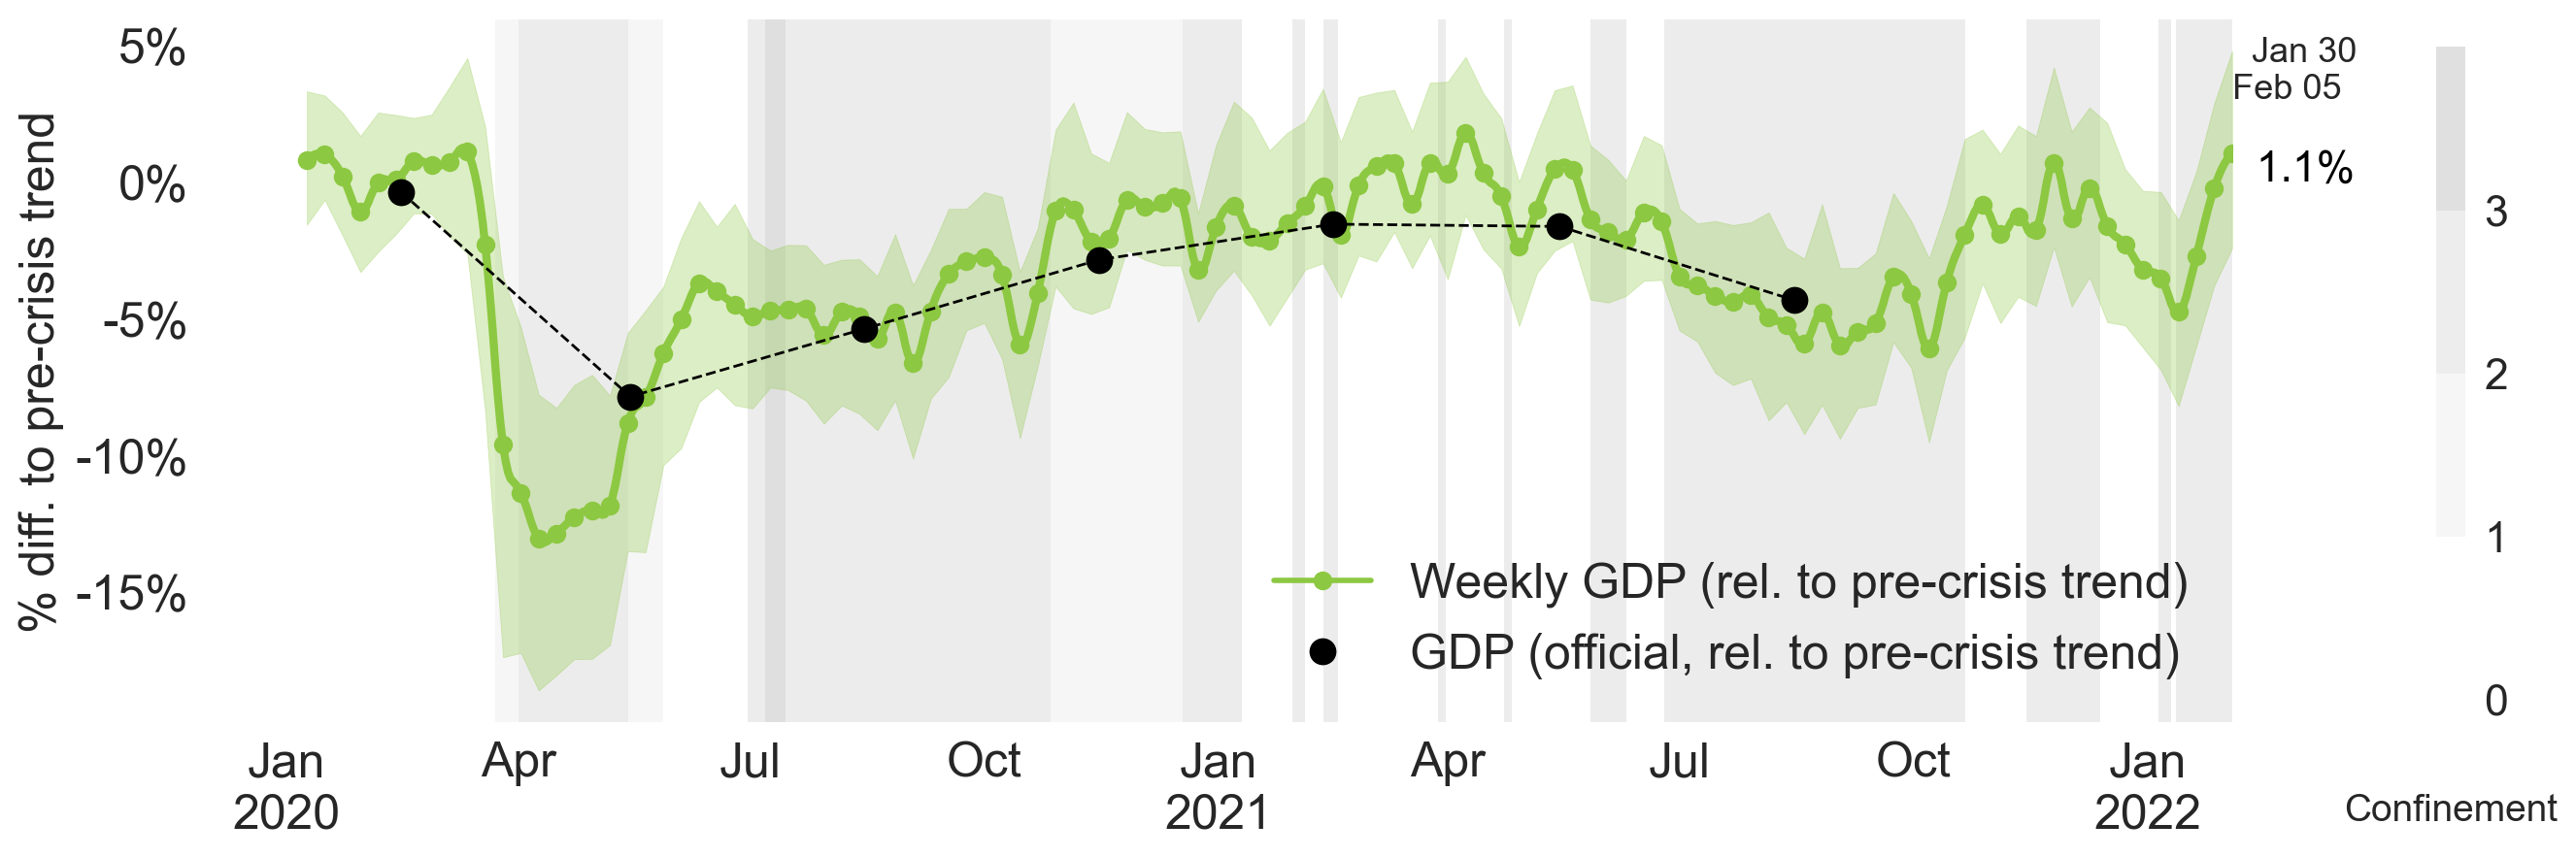 % diff. to pre-crisis trend
5%
0%
-5%
-10%
-15%
Jan 30
Feb 05
1.1%
Weekly GDP (rel. to pre-crisis trend)
GDP (official, rel. to pre-crisis trend)
Jan
2020
Apr
Jul
Oct
Jan
2021
Apr
Jul
Oct
Jan
2022
3
2
1
0
Confinement